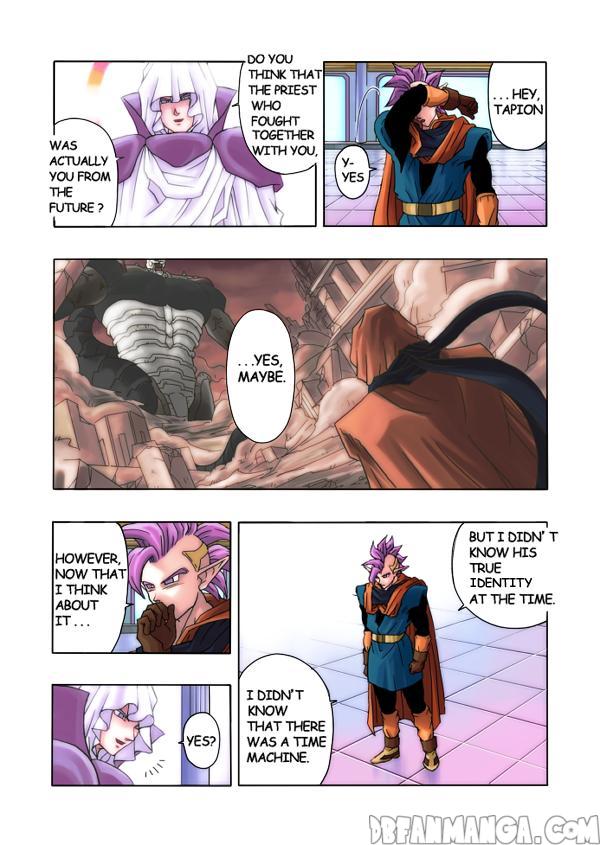 . . .HEY,
TAPION
Y-
YES
DO YOU
THINK THAT
THE PRIEST
WHO
FOUGHT
TOGETHER
WITH YOU,
WAS
ACTUALLY
YOU FROM
THE
FUTURE ?
. . .YES,
MAYBE.
BUT I DIDN'T
KNOW HIS
TRUE
IDENTITY
AT THE TIME.
I DIDN'T
KNOW
THAT THERE
WAS A TIME
MACHINE.
HOWEVER,
NOW THAT
I THINK
ABOUT
IT . . .
YES?
DBFANMANGA.COM